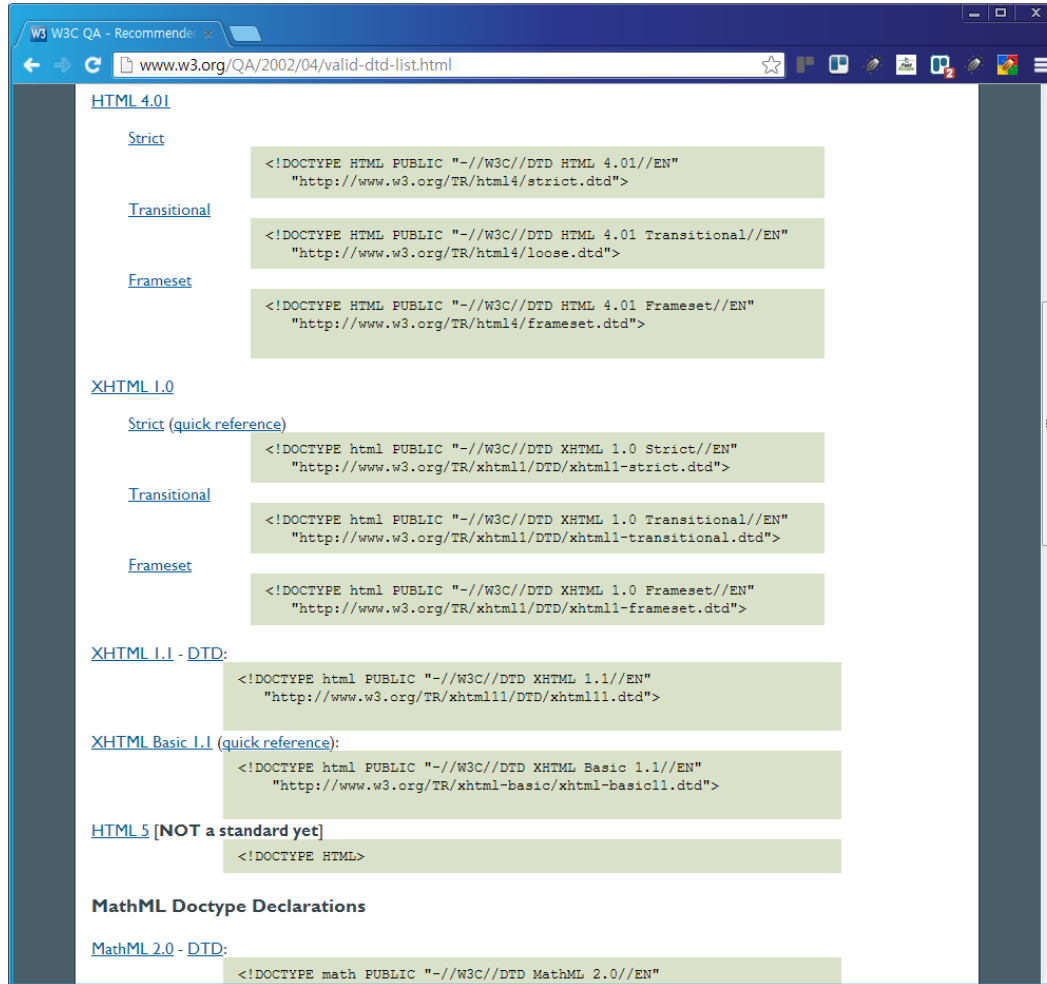 W3C QA - Recommended
www.w3.org/QA/2002/04/valid-dtd-list.html
2
HTML 4.01
Strict
<!DOCTYPE HTML PUBLIC "-//W3C//DTD HTML 4.01//EN"
"http://www.w3.org/TR/html4/strict.dtd">
Transitional
<!DOCTYPE HTML PUBLIC "-//W3C//DTD HTML 4.01 Transitional//EN"
"http://www.w3.org/TR/html4/loose.dtd">
Frameset
<!DOCTYPE HTML PUBLIC "-//W3C//DTD HTML 4.01 Frameset//EN"
"http://www.w3.org/TR/html4/frameset.dtd">
XHTML 1.0
Strict (quick reference)
<!DOCTYPE html PUBLIC "-//W3C//DTD XHTML 1.0 Strict//EN"
"http://www.w3.org/TR/xhtml1/DTD/xhtml1-strict.dtd">
Transitional
<!DOCTYPE html PUBLIC "-//W3C//DTD XHTML 1.0 Transitional//EN"
"http://www.w3.org/TR/xhtml1/DTD/xhtml1-transitional.dtd">
Frameset
<!DOCTYPE html PUBLIC "-//W3C//DTD XHTML 1.0 Frameset//EN"
"http://www.w3.org/TR/xhtml1/DTD/xhtml1-frameset.dtd">
XHTML 1.1 - DTD:
<!DOCTYPE html PUBLIC "-//W3C//DTD XHTML 1.1//EN"
"http://www.w3.org/TR/xhtml11/DTD/xhtml11.dtd">
XHTML Basic 1.1 (quick reference):
<!DOCTYPE html PUBLIC "-//W3C//DTD XHTML Basic 1.1//EN"
"http://www.w3.org/TR/xhtml-basic/xhtml-basic11.dtd">
HTML 5 [NOT a standard yet]
<!DOCTYPE HTML>
MathML Doctype Declarations
MathML 2.0 - DTD:
<!DOCTYPE math PUBLIC "-//W3C//DTD MathML 2.0//EN"